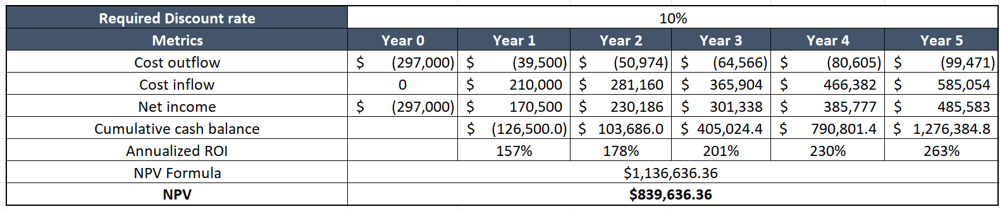 Required Discount rate 10%
Metrics Year 0 Year 1 Year 2 Year 3 Year 4 Year 5
Cost outflow $ (297,000) $ (39,500) $ (50,974) $ (64,566) $ (80,605) $ (99,471)
Cost inflow 0 $ 210,000 $ 281,160 $ 365,904 $ 466,382 $ 585,054
Net income $ (297,000) $ 170,500 $ 230,186 $ 301,338 $ 385,777 $ 485,583
Cumulative cash balance $ (126,500.0) $ 103,686.0 $ 405,024.4 $ 790,801.4 $ 1,276,384.8
Annualized ROI 157% 178% 201% 230% 263%
NPV Formula $1,136,636.36
NPV $839,636.36